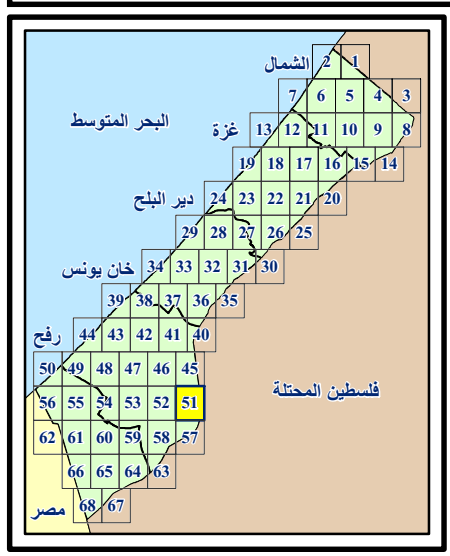 الشمال 2 1
7 6 5 4 3
البحر المتوسط
غزة 13 12 11 10 9 8
19 18 17 16 15 14
دير البلح 24 23 22 21 20
29 28 27 26 25
خان يونس 34 33 32 31 30
39 38 37 36 35
رفح 44 43 42 41 40
50 49 48 47 46 45
فلسطين المحتلة
56 55 54 53 52 51
62 61 60 59 58 57
66 65 64 63
مصر 68 67